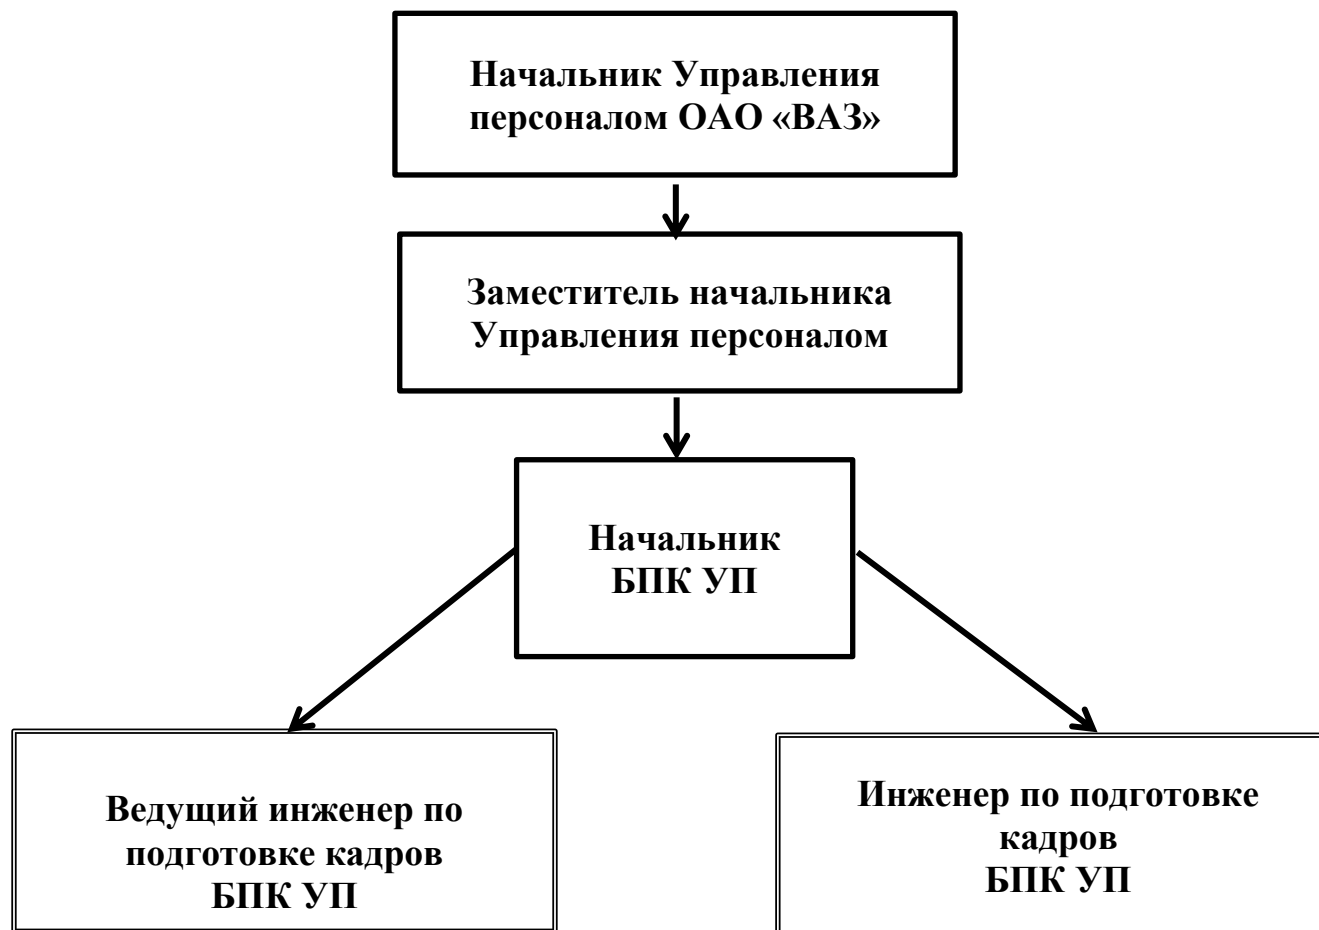 Начальник Управления
персоналом ОАО «ВАЗ»
Заместитель начальника
Управления персоналом
Начальник
БПК УП
Ведущий инженер по
подготовке кадров
БПК УП
Инженер по подготовке
кадров
БПК УП